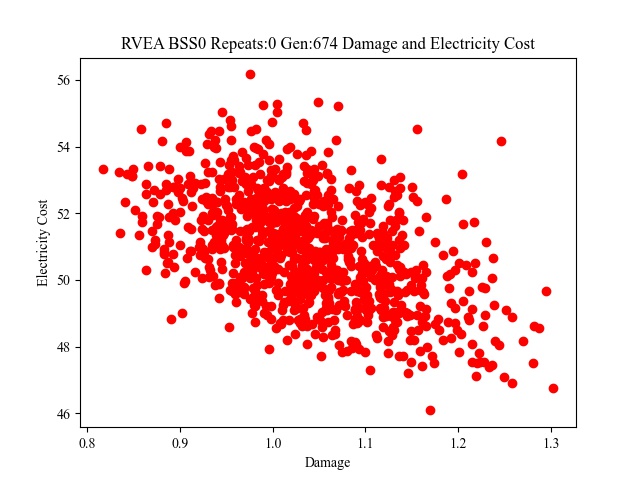 RVEA BSS0 Repeats:0 Gen:674 Damage and Electricity Cost
56
54
52
50
48
46
Electricity Cost
0.8 0.9 1.0 1.1 1.2 1.3
Damage